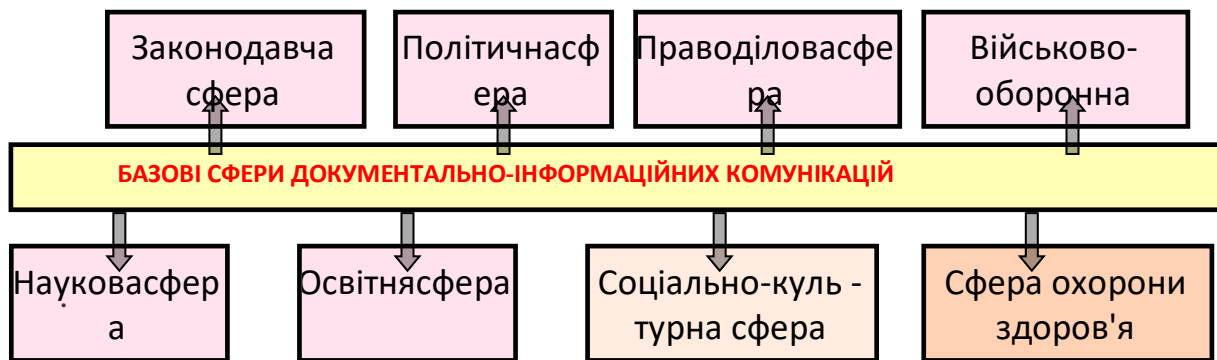 Законодавча
сфера
Політичнасф
ера
Праводіловасфе
ра
Військово-
оборонна
БАЗОВІ СФЕРИ ДОКУМЕНТАЛЬНО-ІНФОРМАЦІЙНИХ КОМУНІКАЦІЙ
Науковасфер
а
Освітнясфера
Соціально-куль -
турна сфера
Сфера охорони
здоров'я